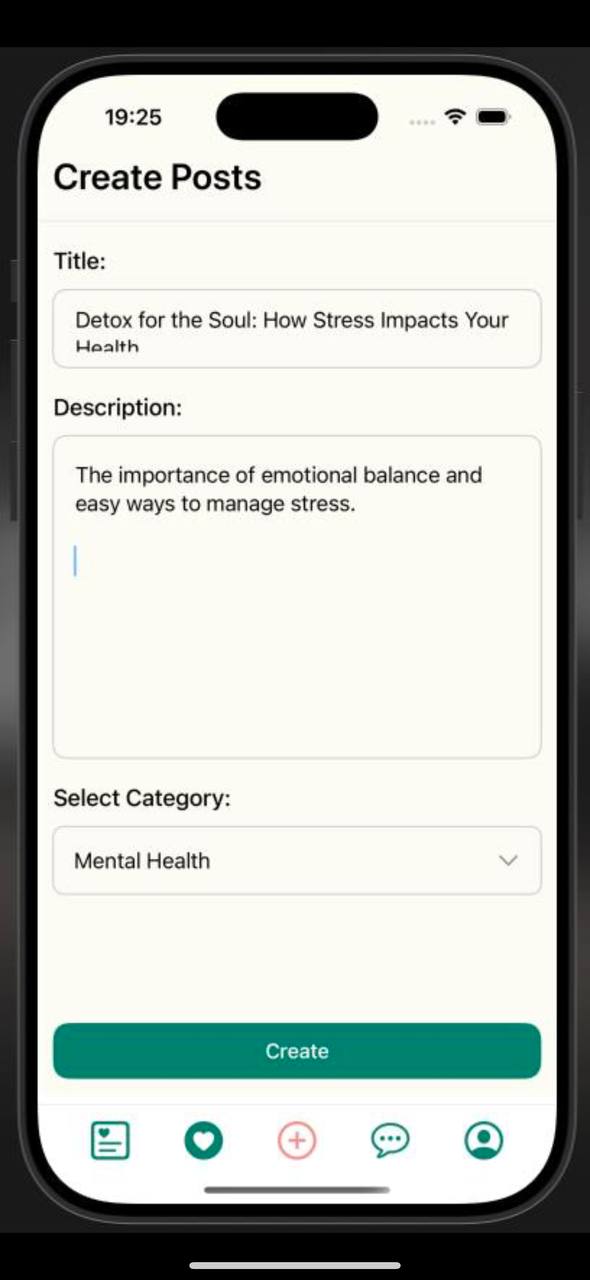 19:25
Create Posts
Title:
Detox for the Soul: How Stress Impacts Your
Health
Description:
The importance of emotional balance and
easy ways to manage stress.
Select Category:
Mental Health
Create